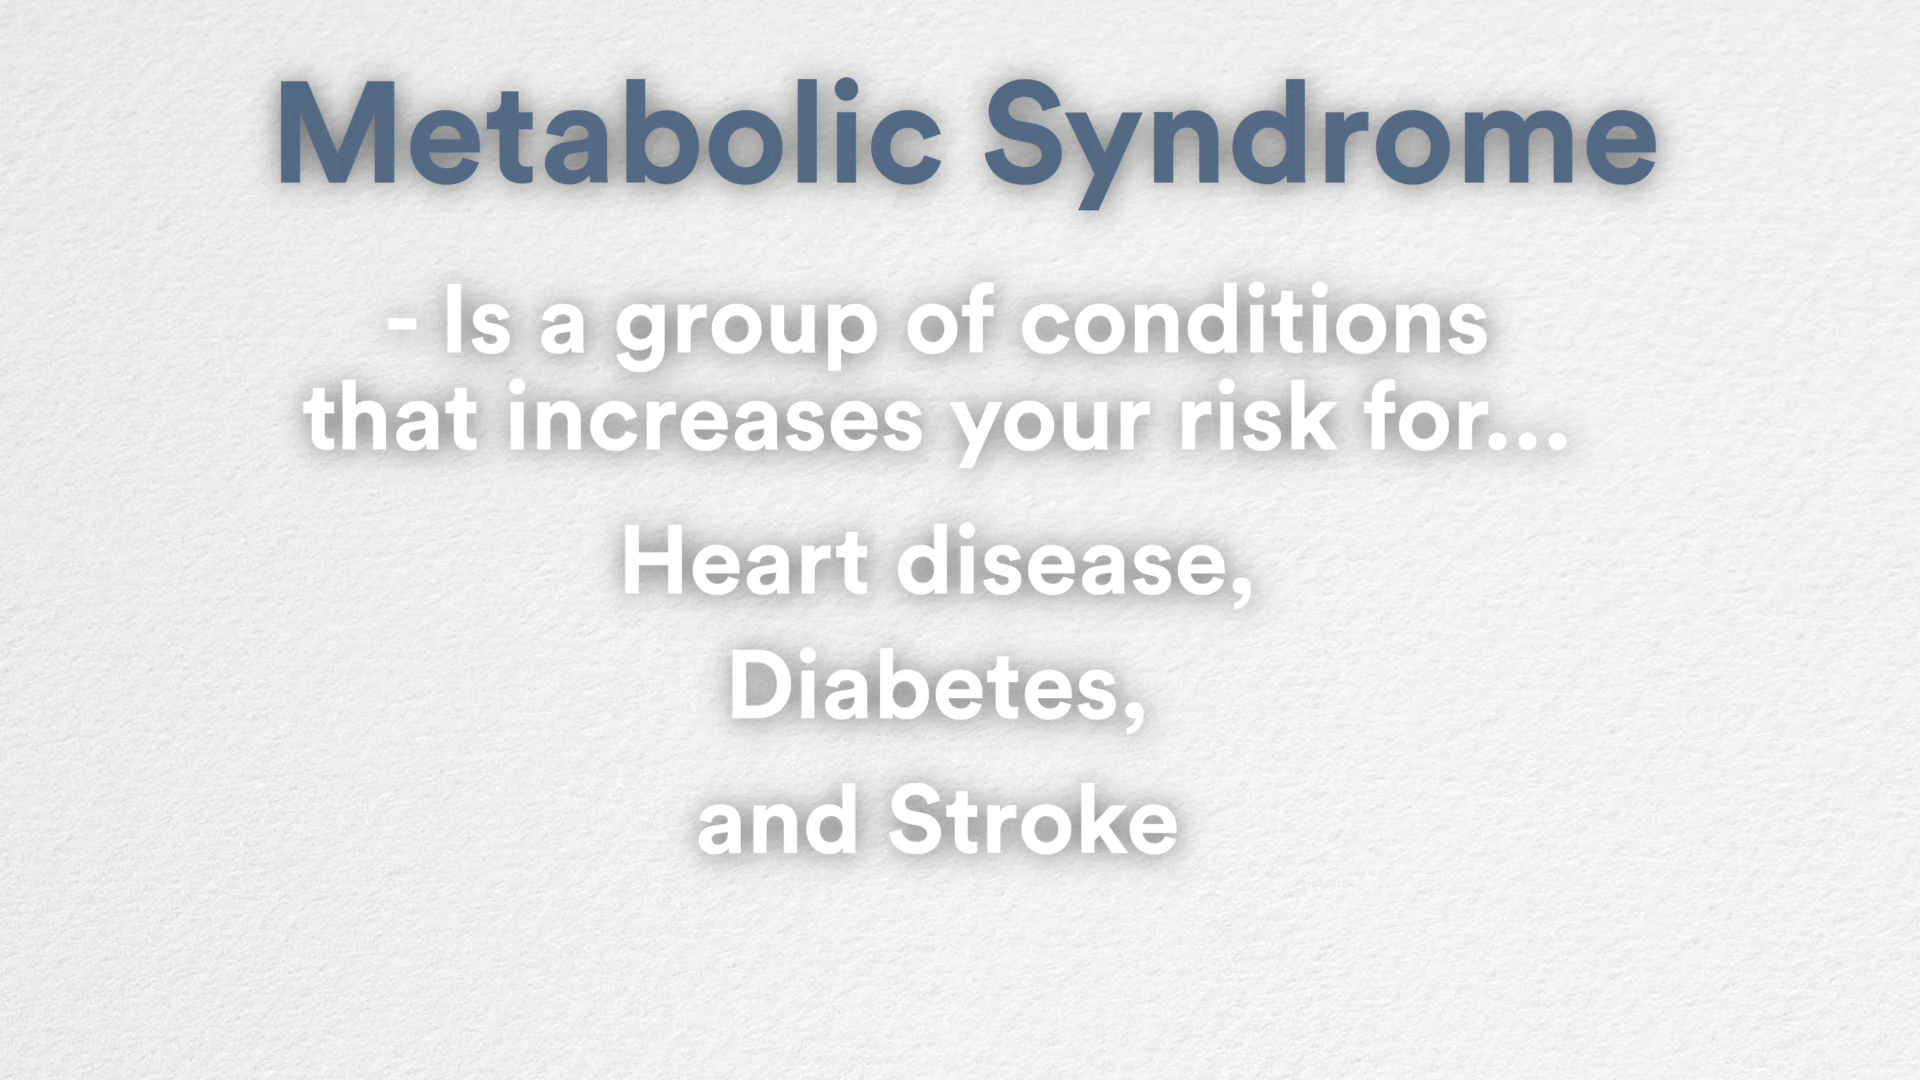 Metabolic Syndrome
- Is a group of conditions
that increases your risk for...
Heart disease,
Diabetes,
and Stroke